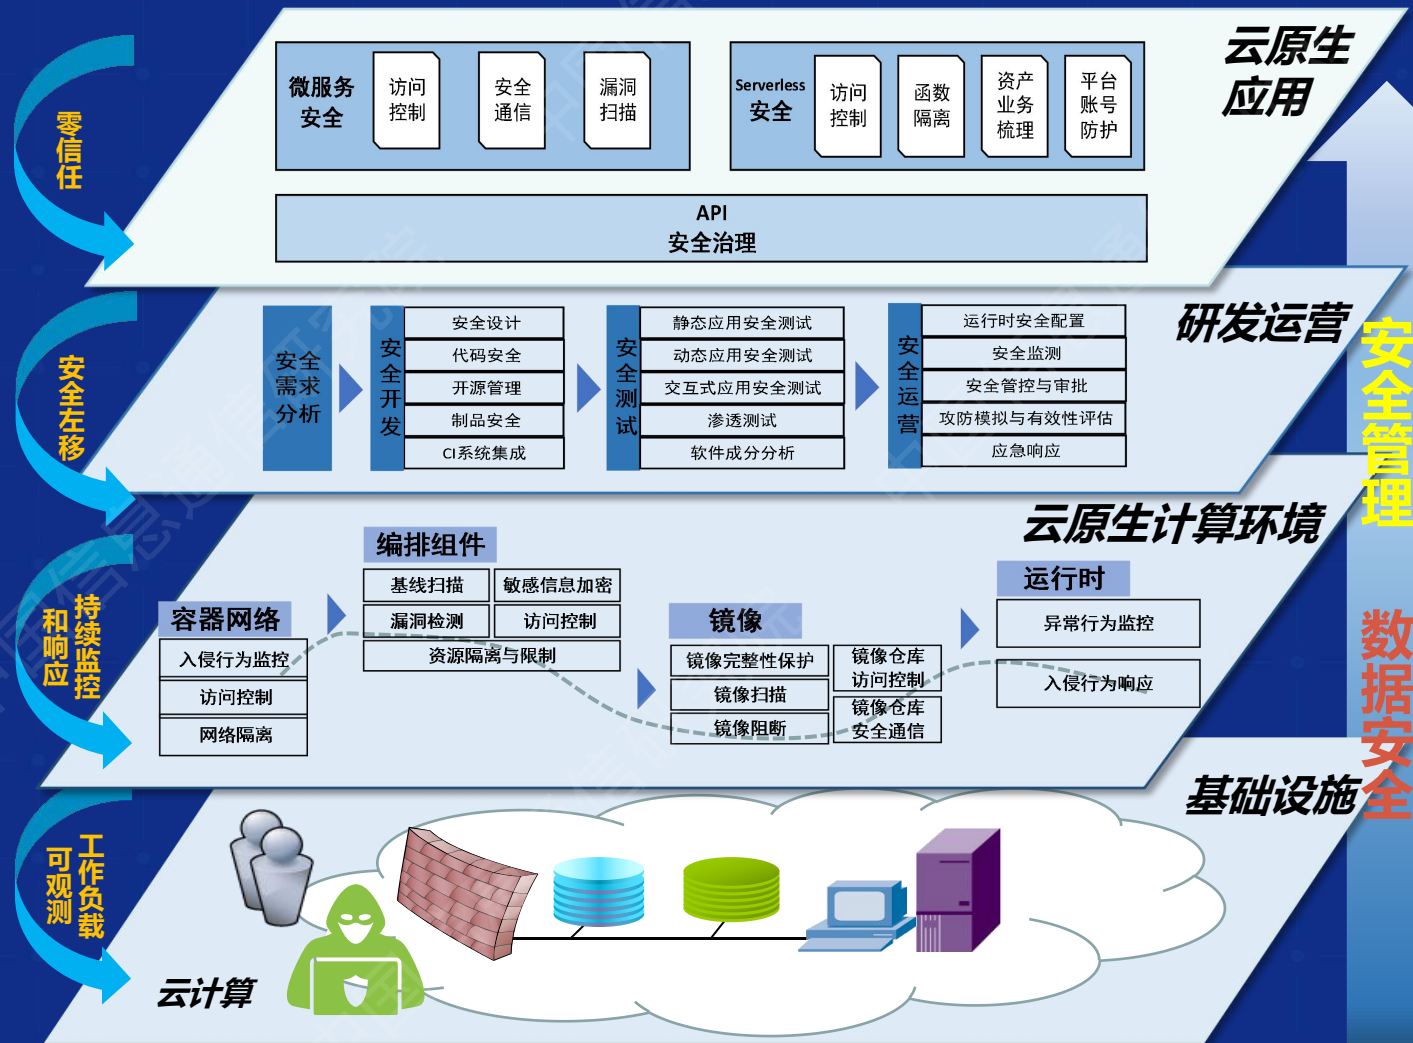 云原生
应用
微服务
安全
访问
控制
安全
通信
漏洞
扫描
Serverless
安全
访问
控制
函数
隔离
资产
业务
梳理
平台
账号
防护
API
安全治理
零信任
研发运营
安全
需求
分析
安全开发
安全设计
代码安全
开源管理
制品安全
CI系统集成
安全测试
静态应用安全测试
动态应用安全测试
交互式应用安全测试
渗透测试
软件成分分析
安全运营
运行时安全配置
安全监测
安全管控与审批
攻防模拟与有效性评估
应急响应
安全左移
安全管理
云原生计算环境
容器网络
入侵行为监控
访问控制
网络隔离
编排组件
基线扫描
敏感信息加密
漏洞检测
访问控制
资源隔离与限制
镜像
镜像完整性保护
镜像扫描
镜像阻断
镜像仓库
访问控制
镜像仓库
安全通信
运行时
异常行为监控
入侵行为响应
持续监控
和响应
数据安全
基础设施
工作负载
可观测
云计算
中国信息通信研究院